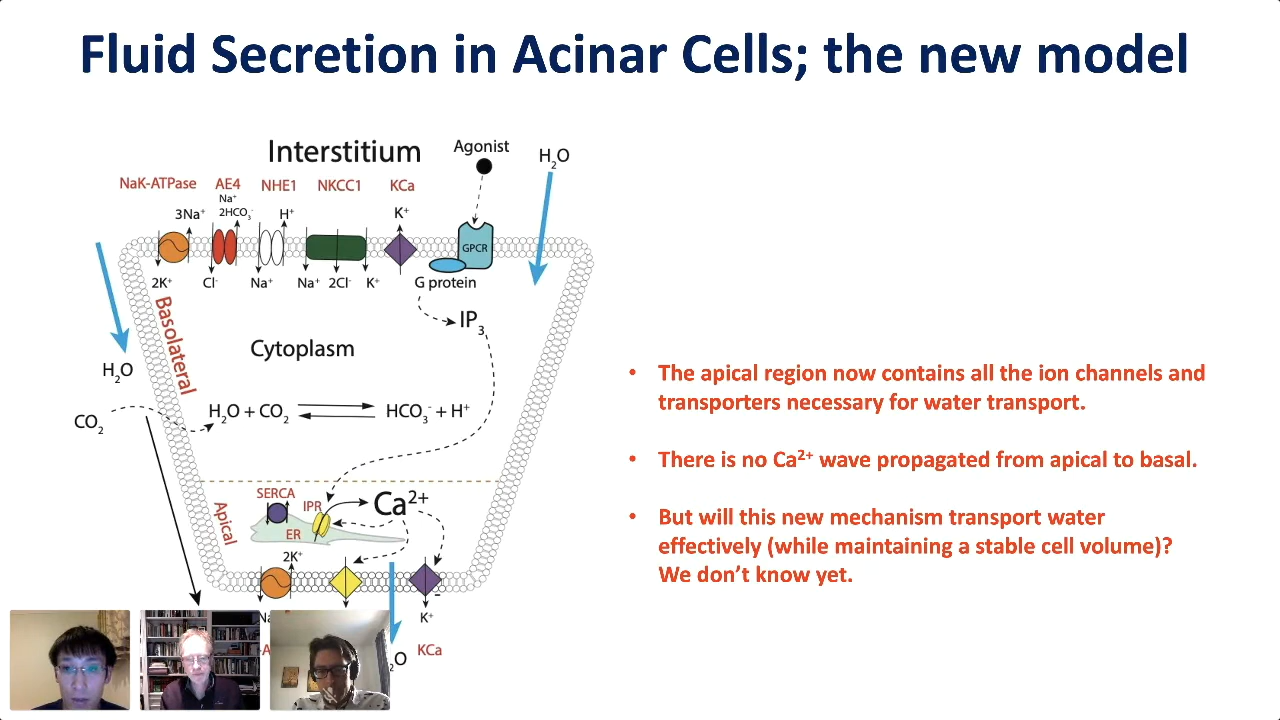 Fluid Secretion in Acinar Cells; the new model
Interstitium
Agonist
H₂O
NaK-ATPase AE4 NHE1 NKCC1 KCa
Na⁺
2HCO₃⁻
3Na⁺
H⁺
K⁺
GPCR
2K⁺ Cl⁻ Na⁺ Na⁺ 2Cl⁻ K⁺
G protein
IP₃
Basolateral
Cytoplasm
H₂O
CO₂
H₂O + CO₂
HCO₃⁻ + H⁺
Apical
SERCA
IPR
Ca²⁺
ER
2K⁺
K⁺
KCa
• The apical region now contains all the ion channels and
transporters necessary for water transport.
• There is no Ca²⁺ wave propagated from apical to basal.
• But will this new mechanism transport water
effectively (while maintaining a stable cell volume)?
We don’t know yet.